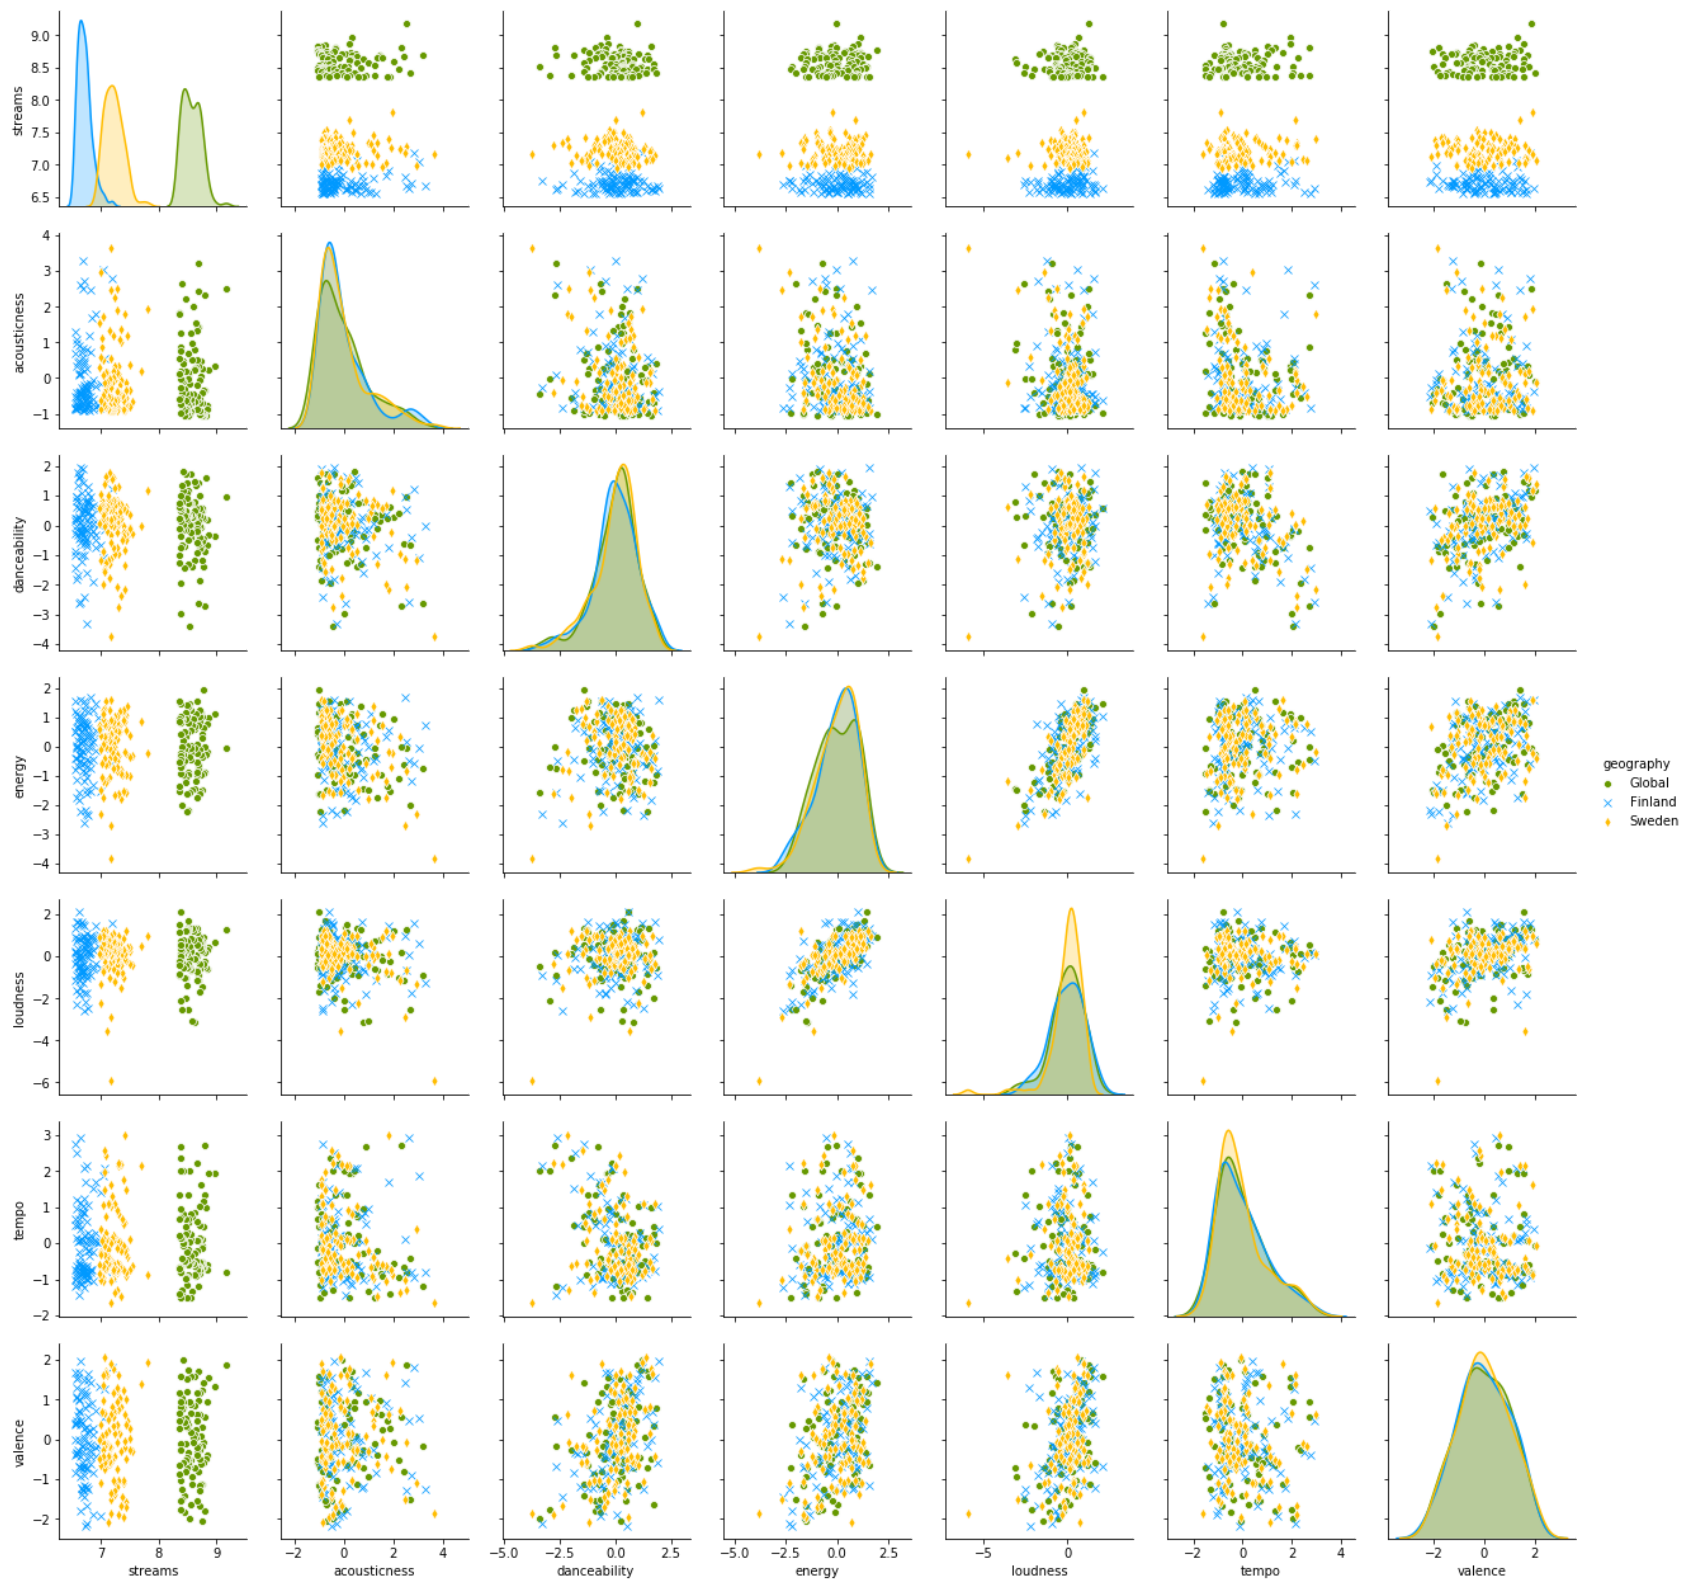 9.0
8.5
8.0
7.5
7.0
6.5
streams
4
3
2
1
0
−1
acousticness
2
1
0
−1
−2
−3
−4
danceability
2
1
0
−1
−2
−3
−4
energy
geography
Global
Finland
Sweden
2
0
−2
−4
−6
loudness
3
2
1
0
−1
−2
tempo
2
1
0
−1
−2
valence
7 8 9
−2 0 2 4
−5.0 −2.5 0.0 2.5
−5.0 −2.5 0.0 2.5
−5 0
−2 0 2 4
−2 0 2
streams acousticness danceability energy loudness tempo valence